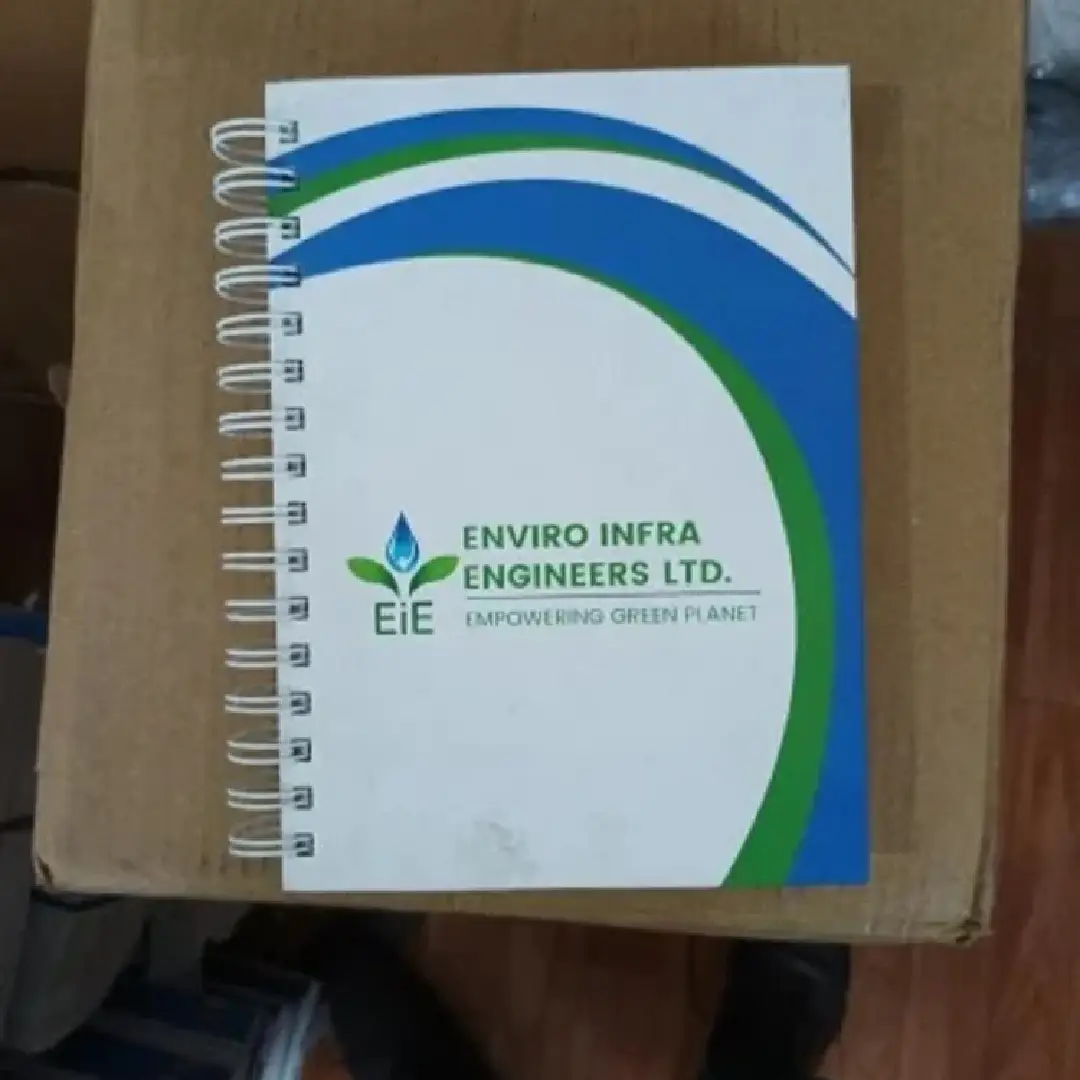 ENVIRO INFRA
ENGINEERS LTD.
EiE
EMPOWERING GREEN PLANET